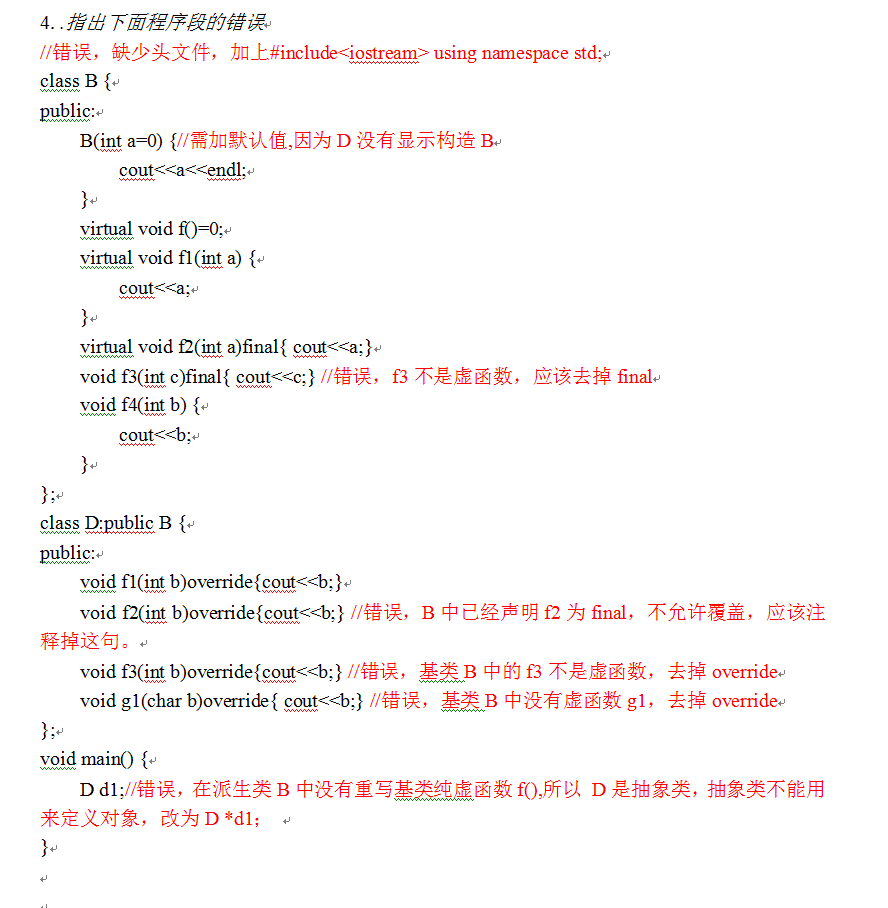 4. .指出下面程序段的错误
//错误，缺少头文件，加上#include<iostream> using namespace std;
class B {
public:
B(int a=0) {//需加默认值,因为 D 没有显示构造 B
cout<<a<<endl;
}
virtual void f()=0;
virtual void f1(int a) {
cout<<a;
}
virtual void f2(int a)final{ cout<<a;}
void f3(int c)final{ cout<<c;} //错误，f3 不是虚函数，应该去掉 final
void f4(int b) {
cout<<b;
}
};
class D:public B {
public:
void f1(int b)override{cout<<b;}
void f2(int b)override{cout<<b;} //错误，B 中已经声明 f2 为 final，不允许覆盖，应该注
释掉这句。
void f3(int b)override{cout<<b;} //错误，基类 B 中的 f3 不是虚函数，去掉 override
void g1(char b)override{ cout<<b;} //错误，基类 B 中没有虚函数 g1，去掉 override
};
void main() {
D d1;//错误，在派生类 B 中没有重写基类纯虚函数 f(),所以 D 是抽象类，抽象类不能用
来定义对象，改为 D *d1；
}